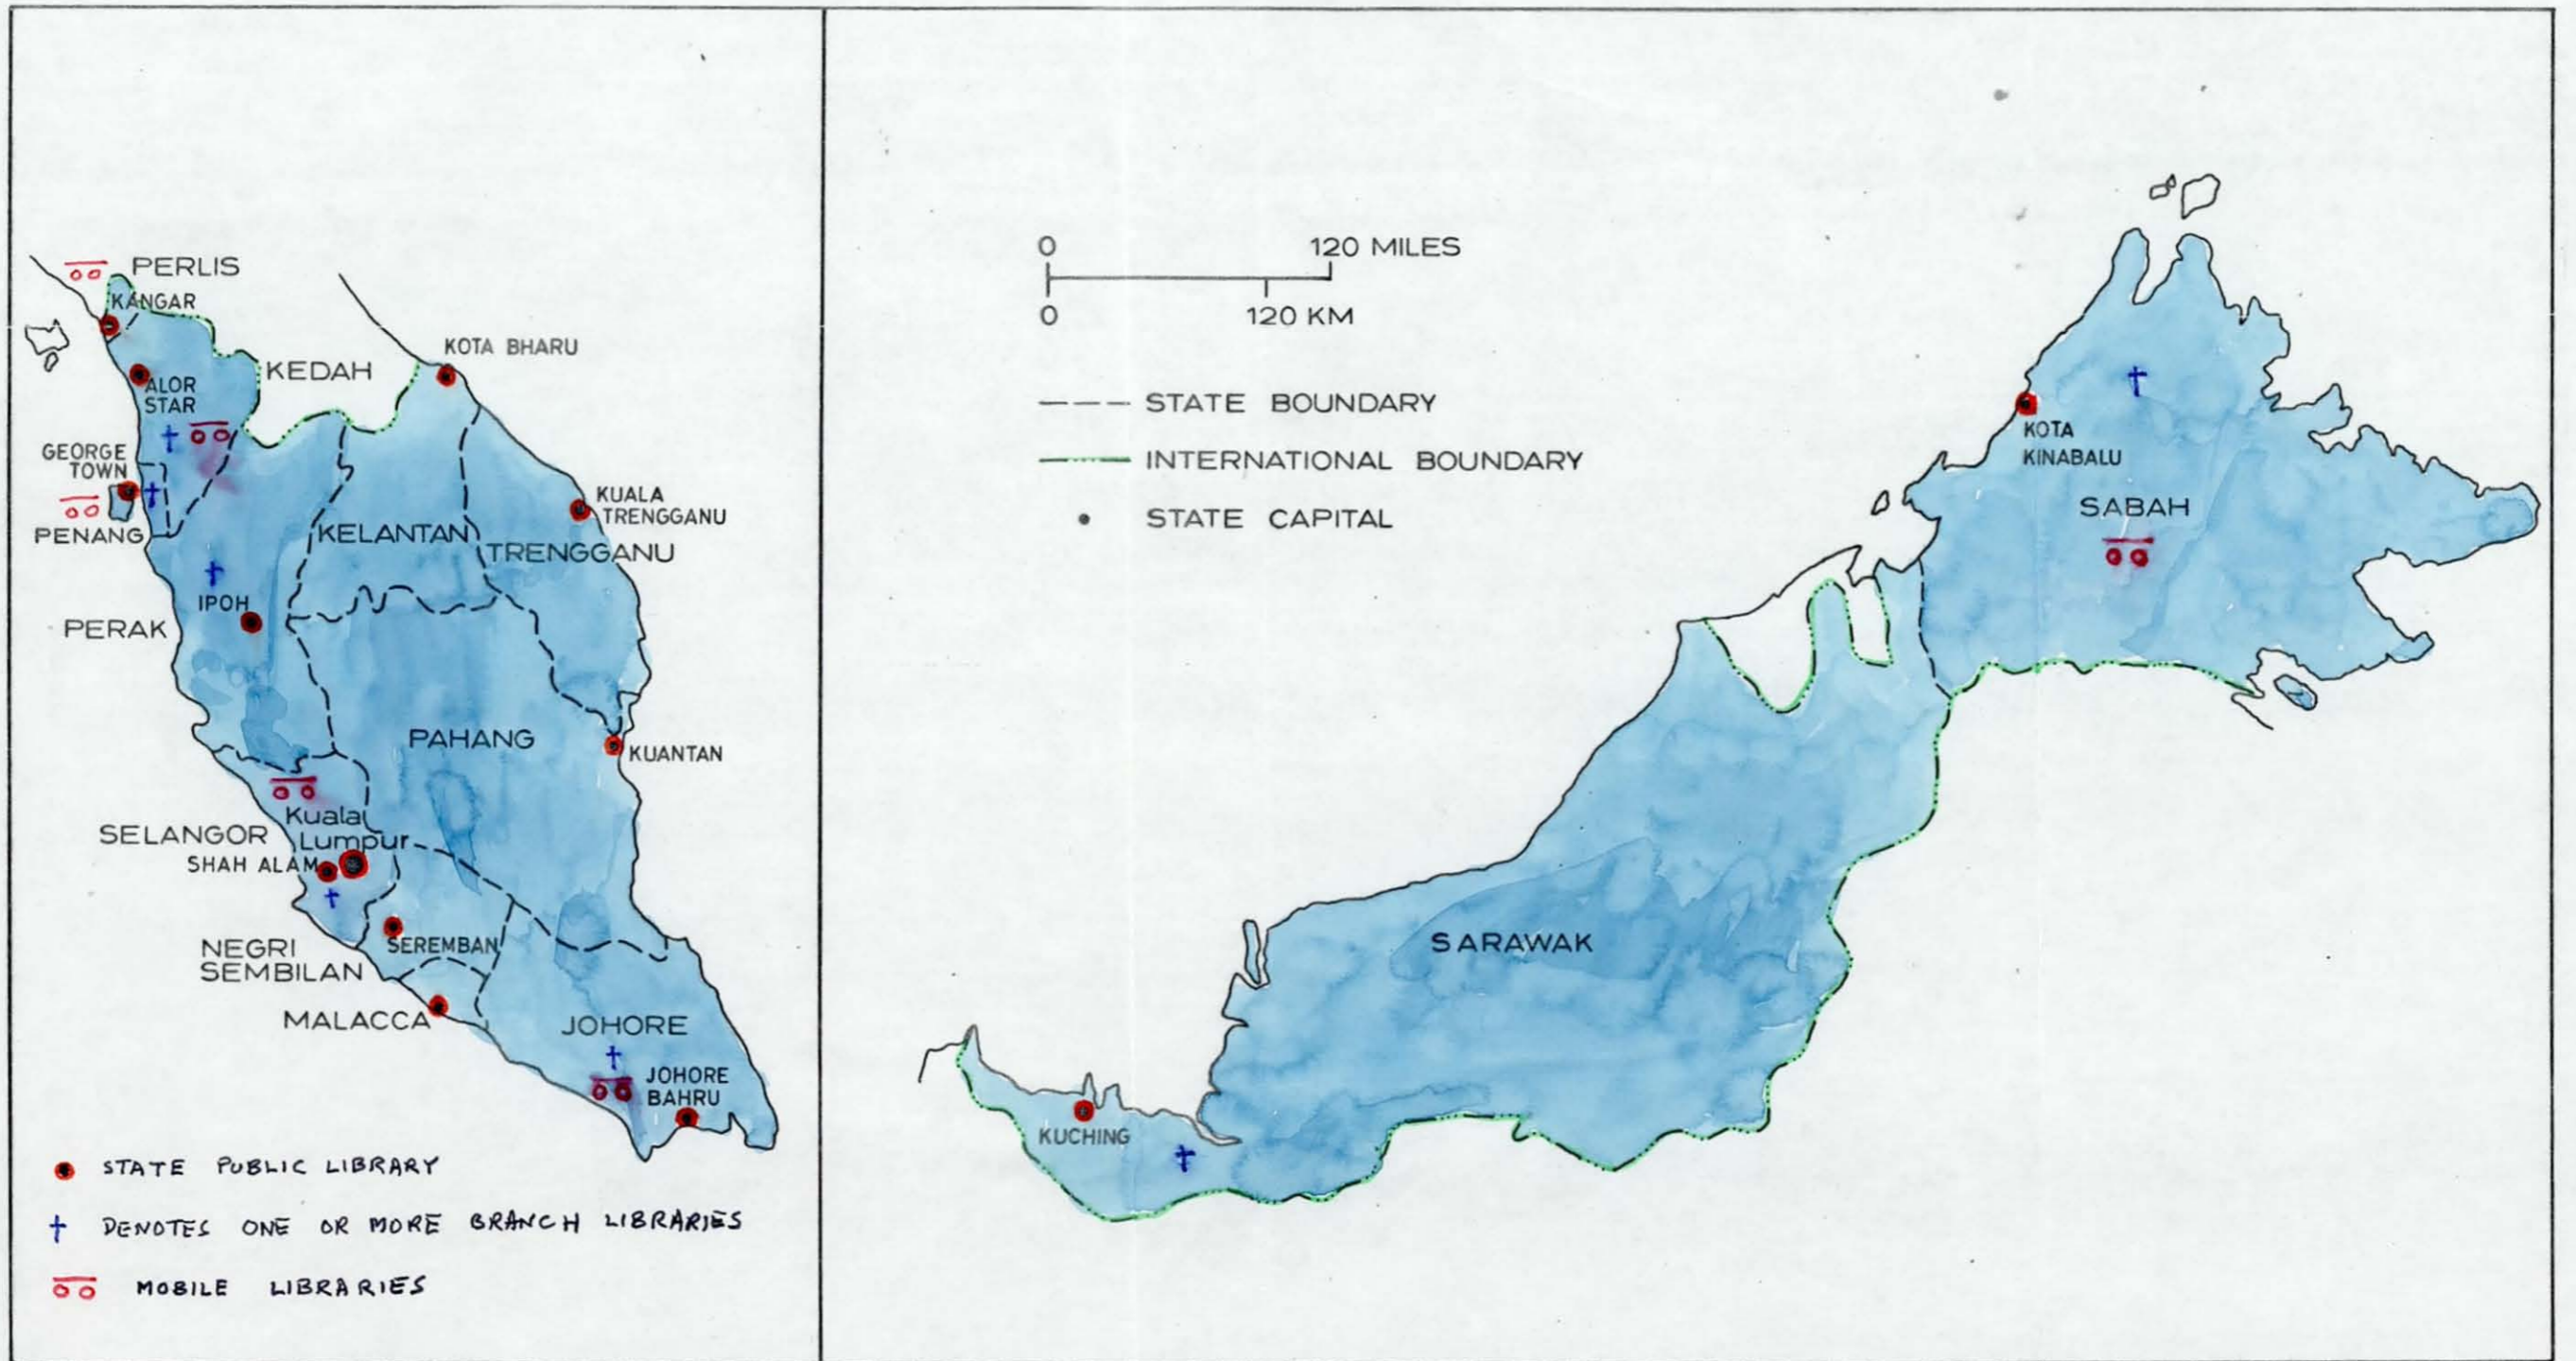 PERLIS
KANGAR
KEDAH
KOTA BHARU
ALOR
STAR
GEORGE
TOWN
PENANG
KUALA
TRENGGANU
KELANTAN
TRENGGANU
IPOH
PERAK
PAHANG
KUANTAN
Kuala
Lumpur
SELANGOR
SHAH ALAM
SEREMBAN
NEGRI
SEMBILAN
MALACCA
JOHORE
JOHORE
BAHRU
STATE PUBLIC LIBRARY
DENOTES ONE OR MORE BRANCH LIBRARIES
MOBILE LIBRARIES
0 120 MILES
0 120 KM
STATE BOUNDARY
INTERNATIONAL BOUNDARY
STATE CAPITAL
KOTA
KINABALU
SABAH
SARAWAK
KUCHING